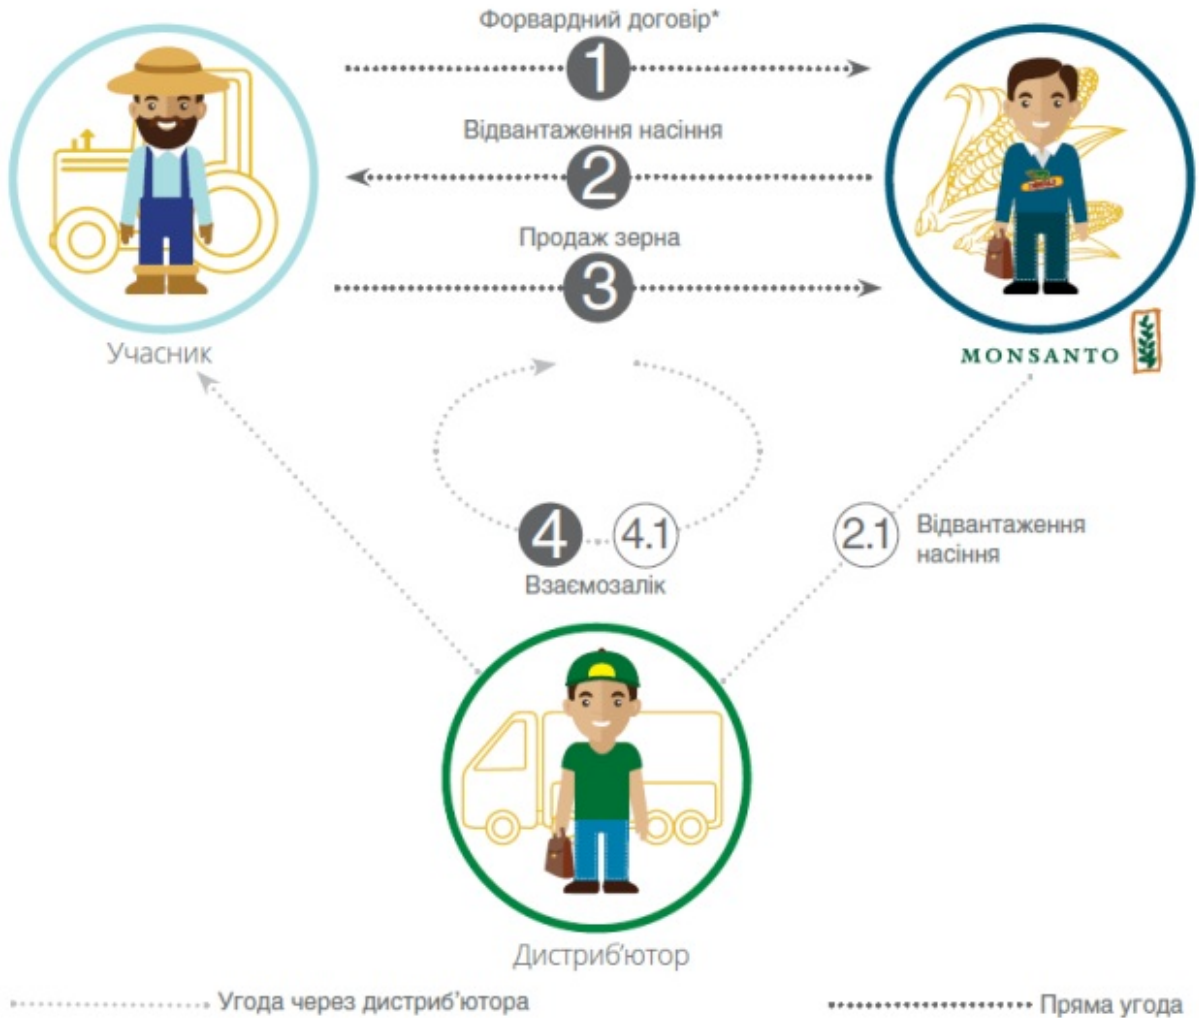 Форвардний договір*
1
Відвантаження насіння
2
Продаж зерна
3
Учасник
MONSANTO
4
4.1
Взаємозалік
2.1
Відвантаження
насіння
Дистриб'ютор
Угода через дистриб'ютора
Пряма угода